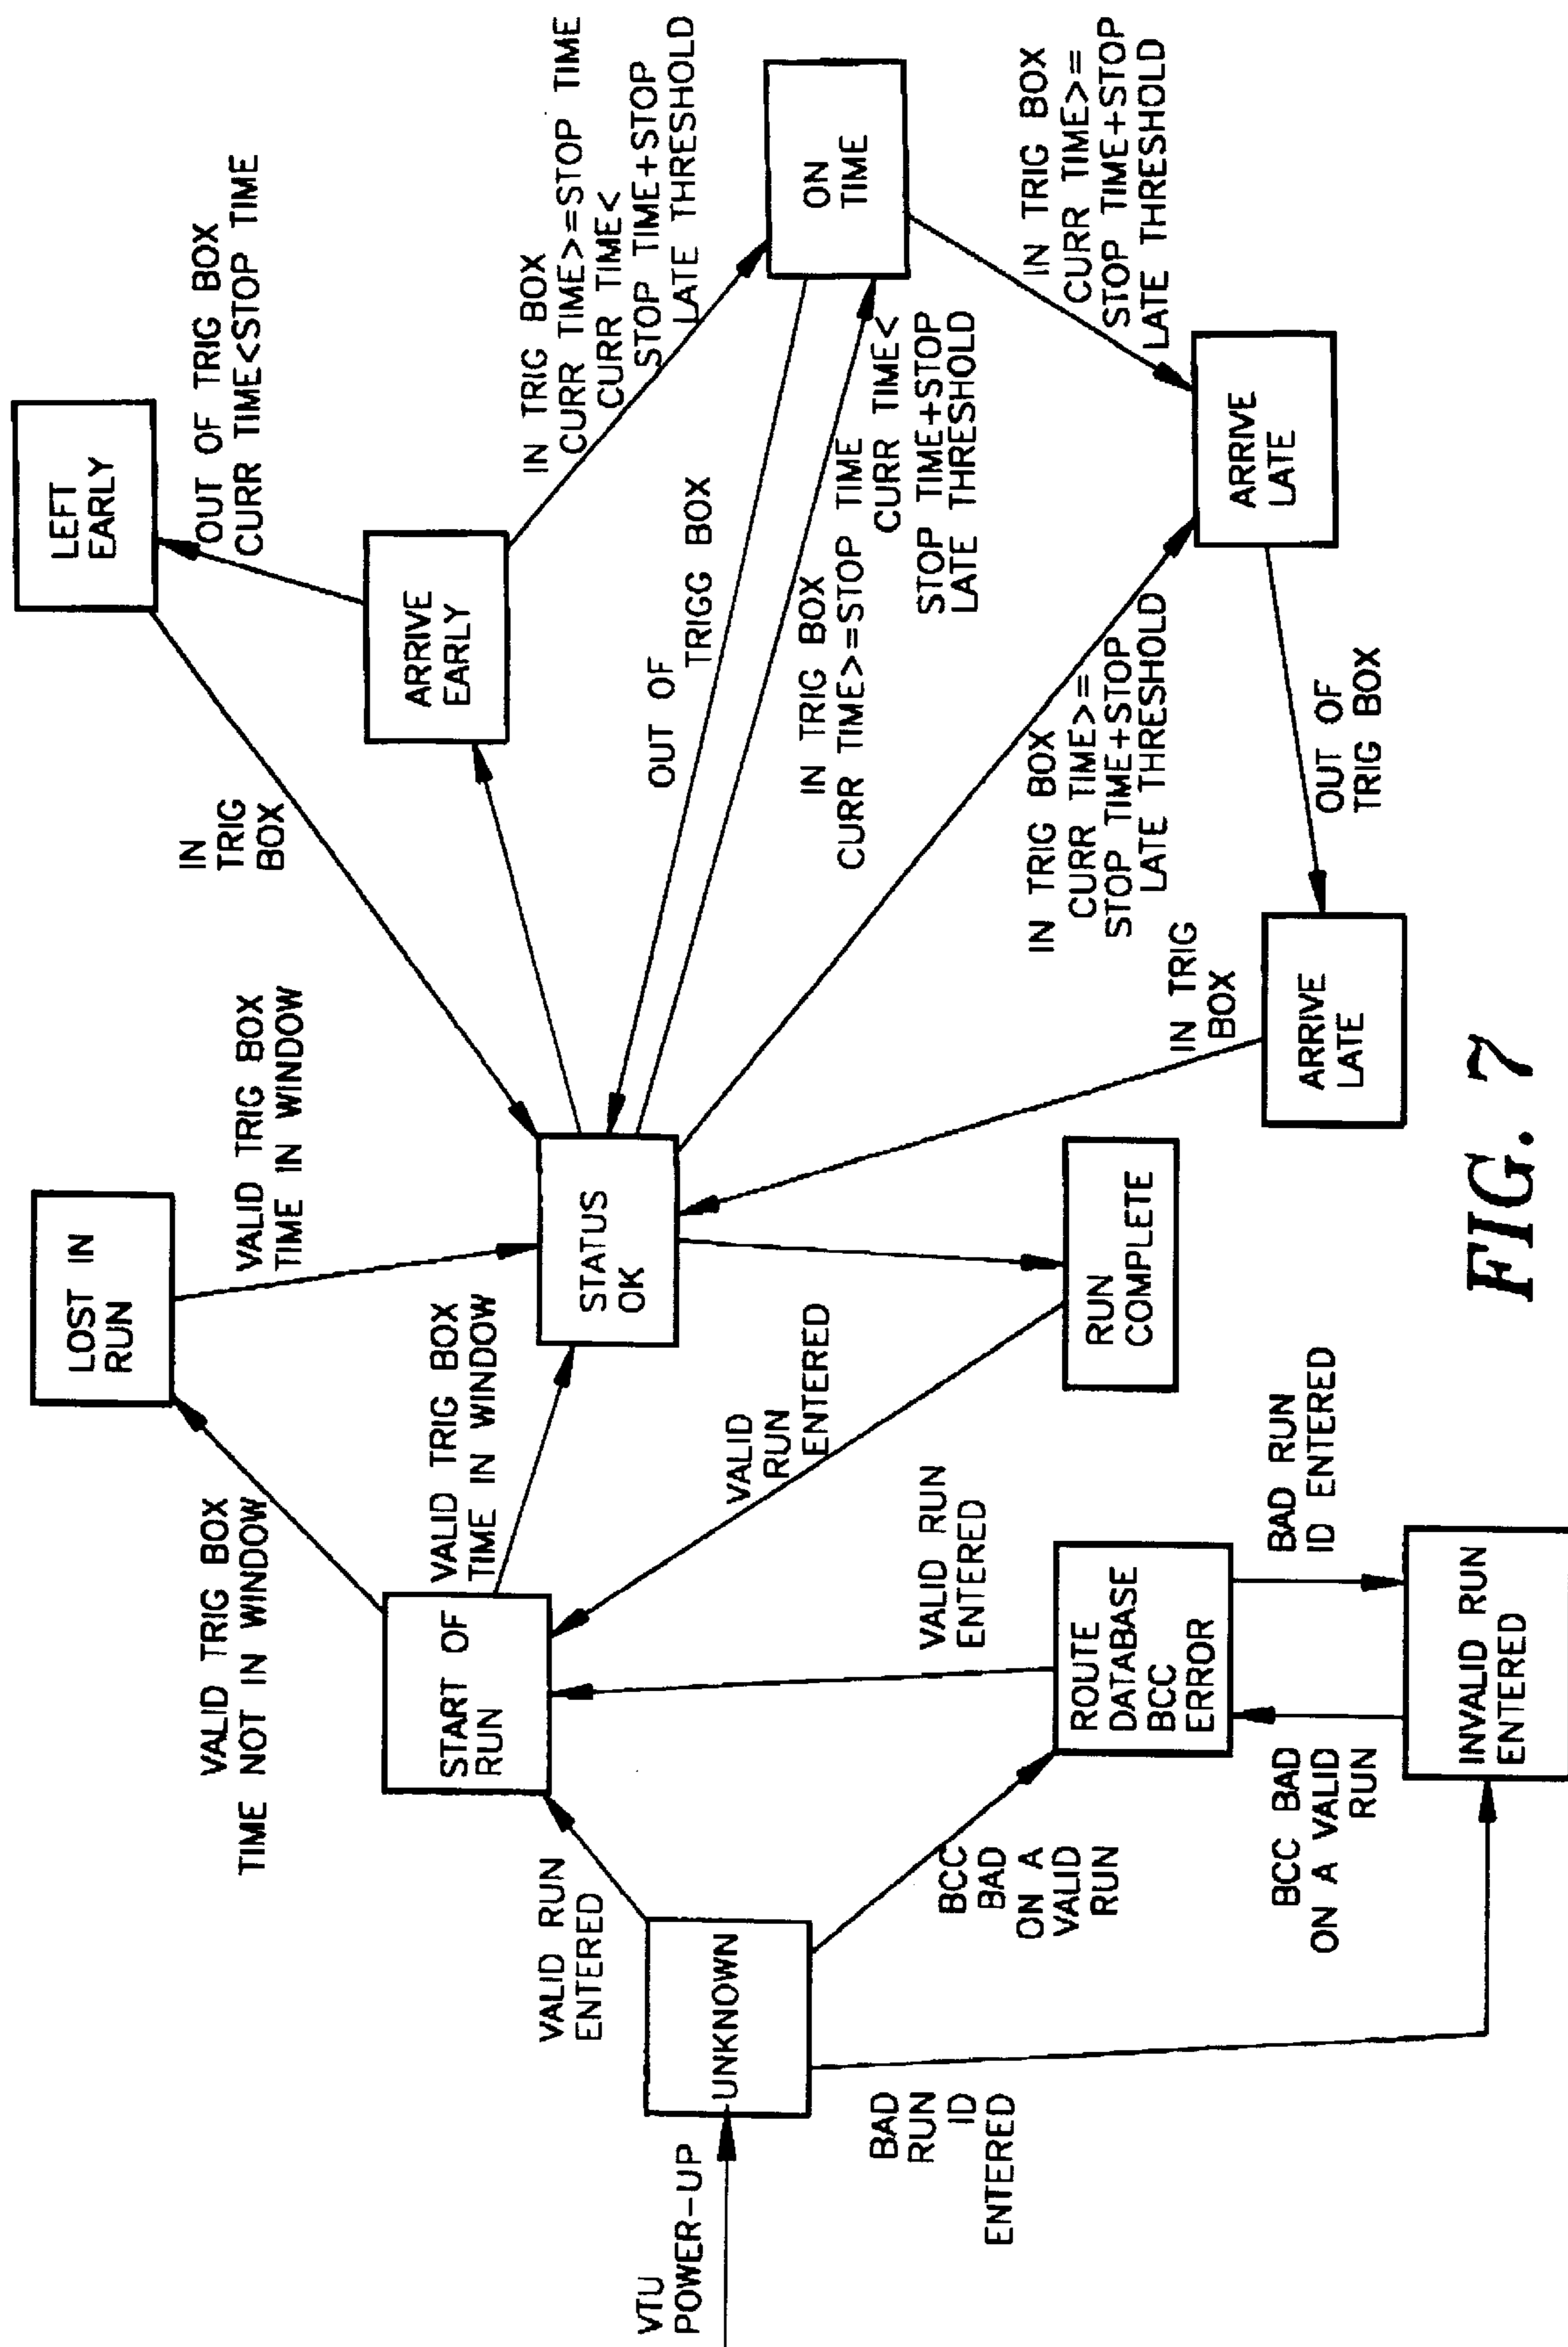 VTU
POWER-UP
UNKNOWN
VALID RUN
ENTERED
BAD
RUN
ID
ENTERED
BCC
BAD
ON A
VALID
RUN
START OF
RUN
VALID TRIG BOX
TIME NOT IN WINDOW
VALID TRIG BOX
TIME IN WINDOW
LOST IN
RUN
VALID TRIG BOX
TIME IN WINDOW
VALID RUN
ENTERED
ROUTE
DATABASE
BCC
ERROR
BCC BAD
ON A VALID
RUN
BAD RUN
ID ENTERED
INVALID RUN
ENTERED
VALID
RUN
ENTERED
STATUS
OK
RUN
COMPLETE
IN
TRIG
BOX
LEFT
EARLY
OUT OF TRIG BOX
CURR TIME<STOP TIME
ARRIVE
EARLY
IN TRIG BOX
CURR TIME>=STOP TIME
CURR TIME<
STOP TIME+STOP
LATE THRESHOLD
OUT OF
TRIGG BOX
IN TRIG BOX
CURR TIME>=STOP TIME
CURR TIME<
STOP TIME+STOP
LATE THRESHOLD
ON
TIME
IN TRIG BOX
CURR TIME>=
STOP TIME+STOP
LATE THRESHOLD
IN TRIG BOX
CURR TIME>=
STOP TIME+STOP
LATE THRESHOLD
ARRIVE
LATE
OUT OF
TRIG BOX
IN TRIG
BOX
ARRIVE
LATE
FIG. 7